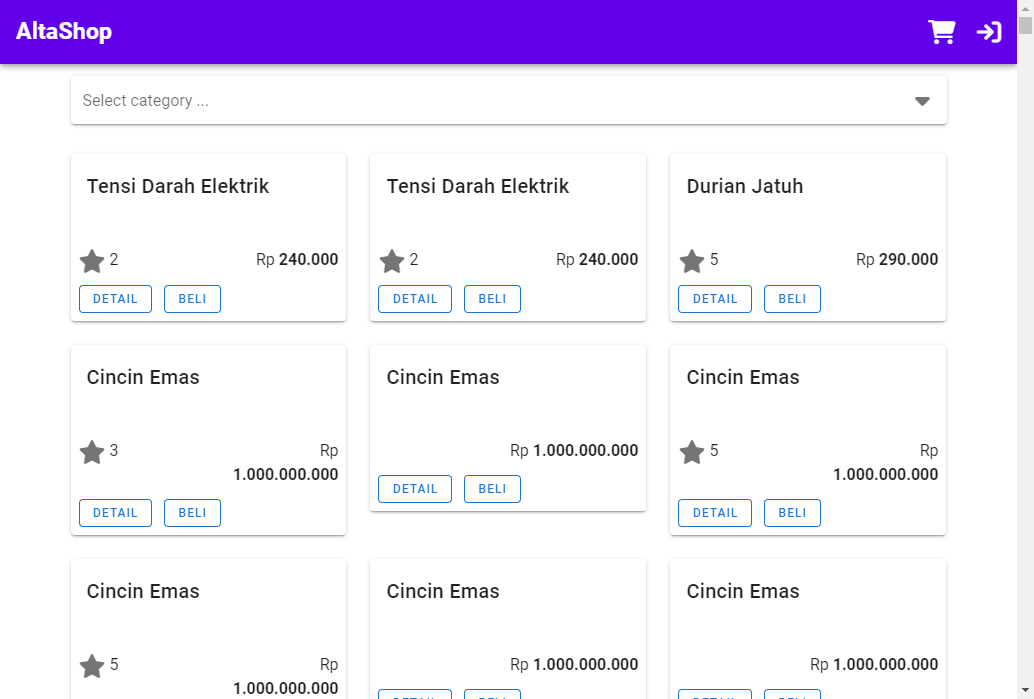 AltaShop
Select category ...
Tensi Darah Elektrik
2
Rp 240.000
DETAIL
BELI
Tensi Darah Elektrik
2
Rp 240.000
DETAIL
BELI
Durian Jatuh
5
Rp 290.000
DETAIL
BELI
Cincin Emas
3
Rp
1.000.000.000
DETAIL
BELI
Cincin Emas
Rp 1.000.000.000
DETAIL
BELI
Cincin Emas
5
Rp
1.000.000.000
DETAIL
BELI
Cincin Emas
5
Rp
1.000.000.000
Cincin Emas
Rp 1.000.000.000
Cincin Emas
Rp 1.000.000.000